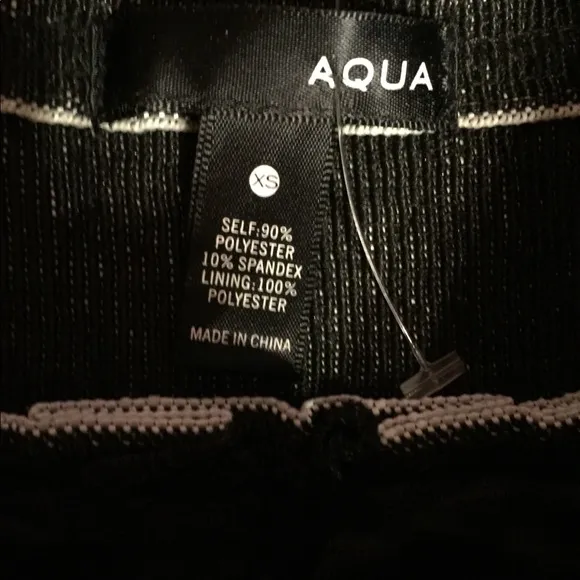 AQUA
XS
SELF:90%
POLYESTER
10% SPANDEX
LINING:100%
POLYESTER
MADE IN CHINA